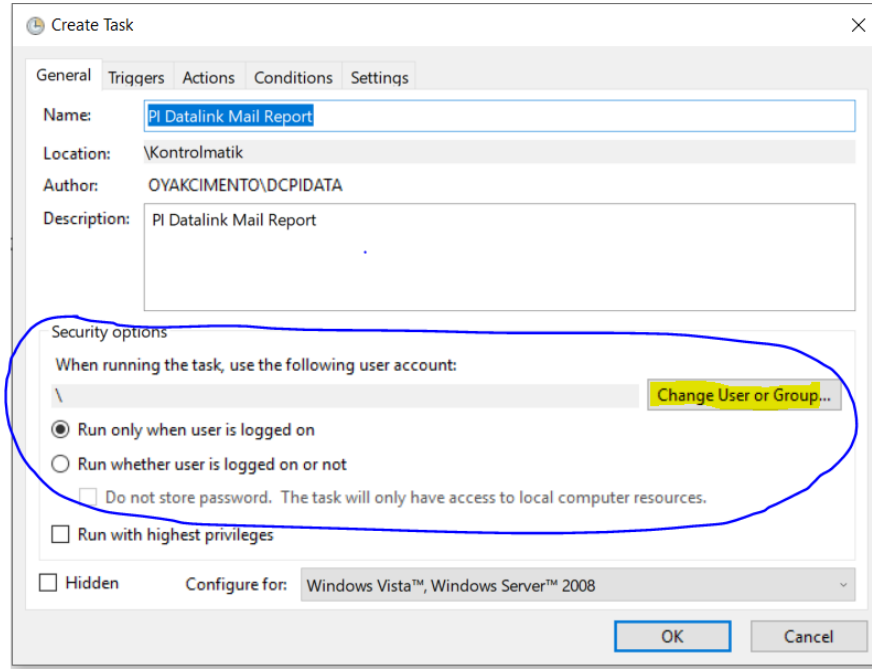 Create Task
General Triggers Actions Conditions Settings
Name: PI Datalink Mail Report
Location: \Kontrolmatik
Author: OYAKCIMENTO\DCPIDATA
Description: PI Datalink Mail Report
Security options
When running the task, use the following user account:
\ Change User or Group...
Run only when user is logged on
Run whether user is logged on or not
Do not store password. The task will only have access to local computer resources.
Run with highest privileges
Hidden Configure for: Windows Vista™, Windows Server™ 2008
OK Cancel